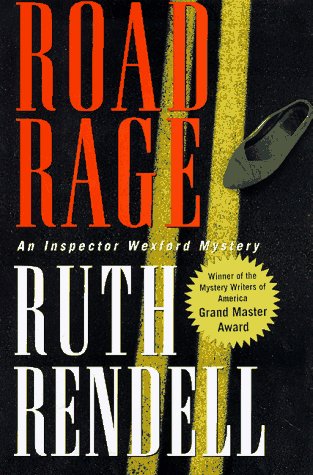 ROAD
RAGE
An Inspector Wexford Mystery
RUTH
RENDELL
Winner of the
Mystery Writers of
America
Grand Master
Award